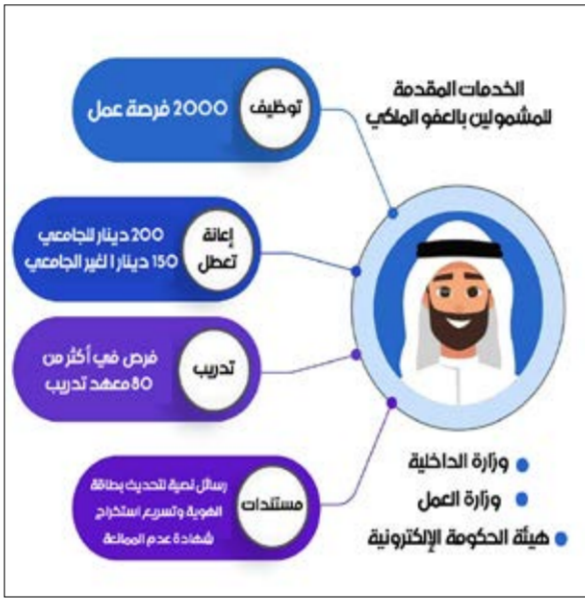 الخدمات المقدمة
للمشمولين بالعفو الملكي
توظيف
2000 فرصة عمل
إعانة
تعطل
200 دينار للجامعي
150 دينارا لغير الجامعي
تدريب
فرص في أكثر من
80 معهد تدريب
مستندات
رسائل نصية لتحديث بطاقة
الهوية وتسريع استخراج
شهادة عدم الممانعة
وزارة الداخلية
وزارة العمل
هيئة الحكومة الإلكترونية